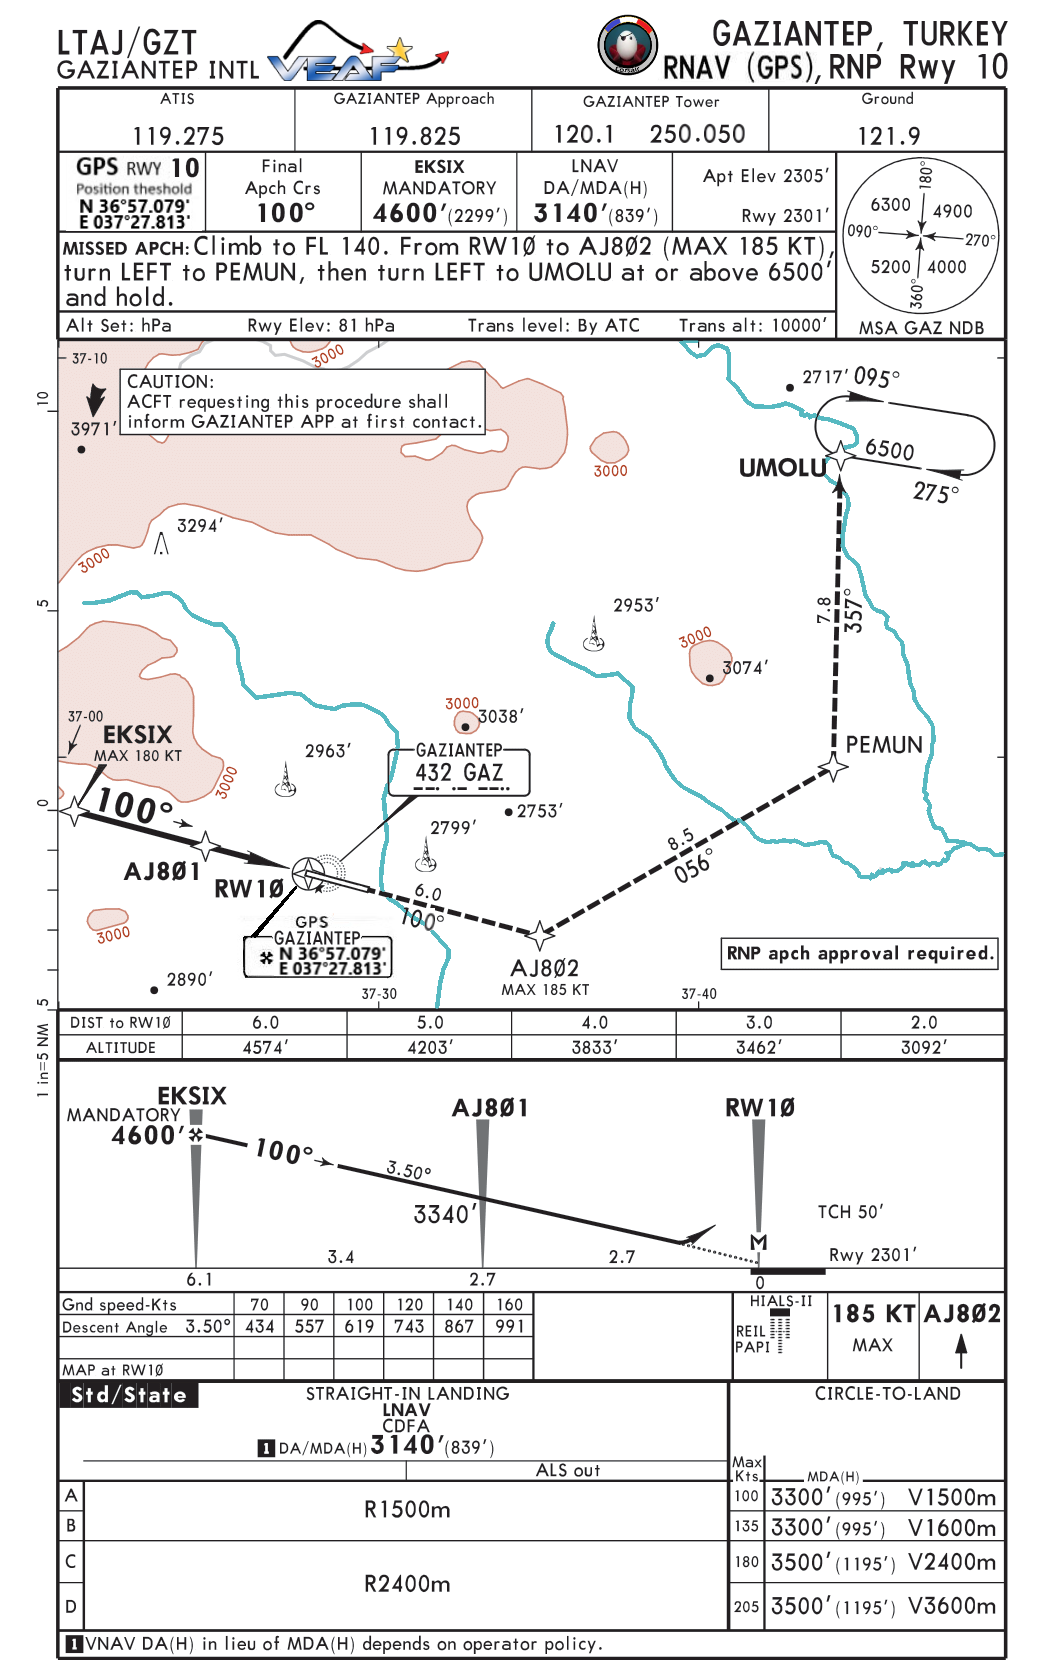 LTAJ/GZT
GAZIANTEP INTL
VEAF
GAZIANTEP, TURKEY
RNAV (GPS), RNP Rwy 10
ATIS
119.275
GAZIANTEP Approach
119.825
GAZIANTEP Tower
120.1 250.050
Ground
121.9
GPS RWY 10
Position theshold
N 36°57.079'
E 037°27.813'
Final
Apch Crs
100°
EKSIX
MANDATORY
4600'(2299')
LNAV
DA/MDA(H)
3140'(839')
Apt Elev 2305'
Rwy 2301'
MISSED APCH: Climb to FL 140. From RW1Ø to AJ8Ø2 (MAX 185 KT),
turn LEFT to PEMUN, then turn LEFT to UMOLU at or above 6500'
and hold.
Alt Set: hPa Rwy Elev: 81 hPa Trans level: By ATC Trans alt: 10000'
180°
6300
4900
090°
270°
5200
4000
360°
MSA GAZ NDB
37-10
3000
CAUTION:
ACFT requesting this procedure shall
inform GAZIANTEP APP at first contact.
10
3971'
2717'
095°
6500
UMOLU
275°
3000
3294'
3000
5
2953'
7.8
357°
3000
3074'
37-00
EKSIX
MAX 180 KT
3000
3038'
PEMUN
2963'
GAZIANTEP
432 GAZ
3000
0
100°
2753'
2799'
8.5
056°
AJ8Ø1
RW1Ø
6.0
100°
3000
GPS
GAZIANTEP
N 36°57.079'
E 037°27.813'
AJ8Ø2
MAX 185 KT
RNP apch approval required.
2890'
37-30
37-40
5
1 in=5 NM
DIST to RW1Ø 6.0 5.0 4.0 3.0 2.0
ALTITUDE 4574' 4203' 3833' 3462' 3092'
EKSIX
MANDATORY
4600'
AJ8Ø1
RW1Ø
100°
3.50°
3340'
TCH 50'
M
Rwy 2301'
3.4
2.7
6.1
2.7
0
Gnd speed-Kts 70 90 100 120 140 160
Descent Angle 3.50° 434 557 619 743 867 991
MAP at RW1Ø
HIALS-II
REIL
PAPI
185 KT
MAX
AJ8Ø2
Std/State
STRAIGHT-IN LANDING
LNAV
CDFA
1 DA/MDA(H) 3140'(839')
ALS out
CIRCLE-TO-LAND
Max
Kts
MDA(H)
A
B
R1500m
C
D
R2400m
100 3300'(995') V1500m
135 3300'(995') V1600m
180 3500'(1195') V2400m
205 3500'(1195') V3600m
1 VNAV DA(H) in lieu of MDA(H) depends on operator policy.